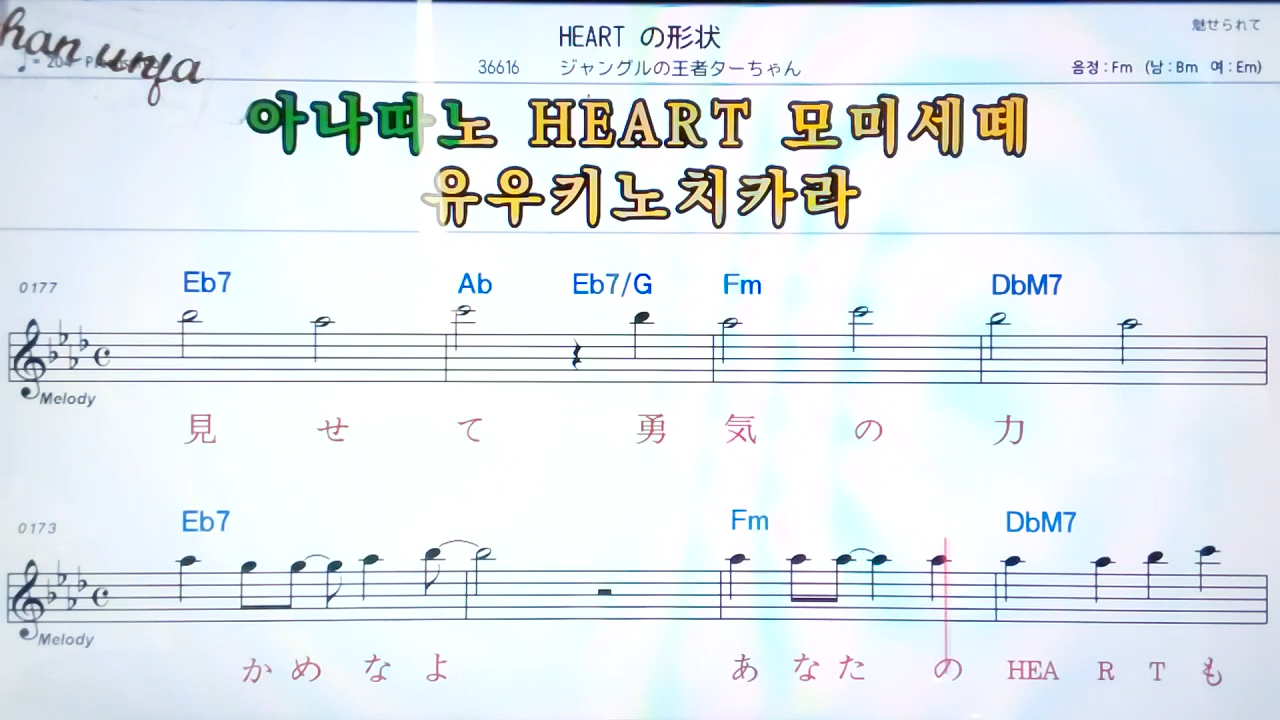 han unfa
HEART の形状
魅せられて
36616 ジャングルの王者ターちゃん
음정 : Fm (남 : Bm 여 : Em)
아나따노 HEART 모미세떼
유우키노치카라
0177 Eb7 Ab Eb7/G Fm DbM7
Melody
見 せ て 勇 気 の 力
0173 Eb7 Fm DbM7
Melody
か め な よ あ な た の HEA R T も